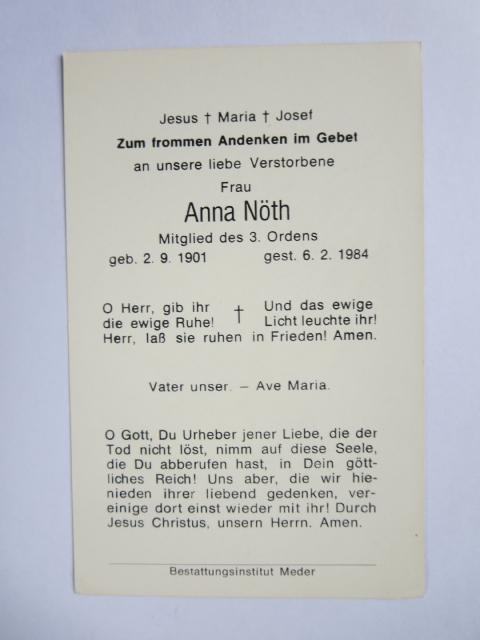 Jesus † Maria † Josef
Zum frommen Andenken im Gebet
an unsere liebe Verstorbene
Frau
Anna Nöth
Mitglied des 3. Ordens
geb. 2. 9. 1901 gest. 6. 2. 1984
O Herr, gib ihr † Und das ewige
die ewige Ruhe! Licht leuchte ihr!
Herr, laß sie ruhen in Frieden! Amen.
Vater unser. – Ave Maria.
O Gott, Du Urheber jener Liebe, die der
Tod nicht löst, nimm auf diese Seele,
die Du abberufen hast, in Dein gött-
liches Reich! Uns aber, die wir hie-
nieden ihrer liebend gedenken, ver-
einige dort einst wieder mit ihr! Durch
Jesus Christus, unsern Herrn. Amen.
Bestattungsinstitut Meder